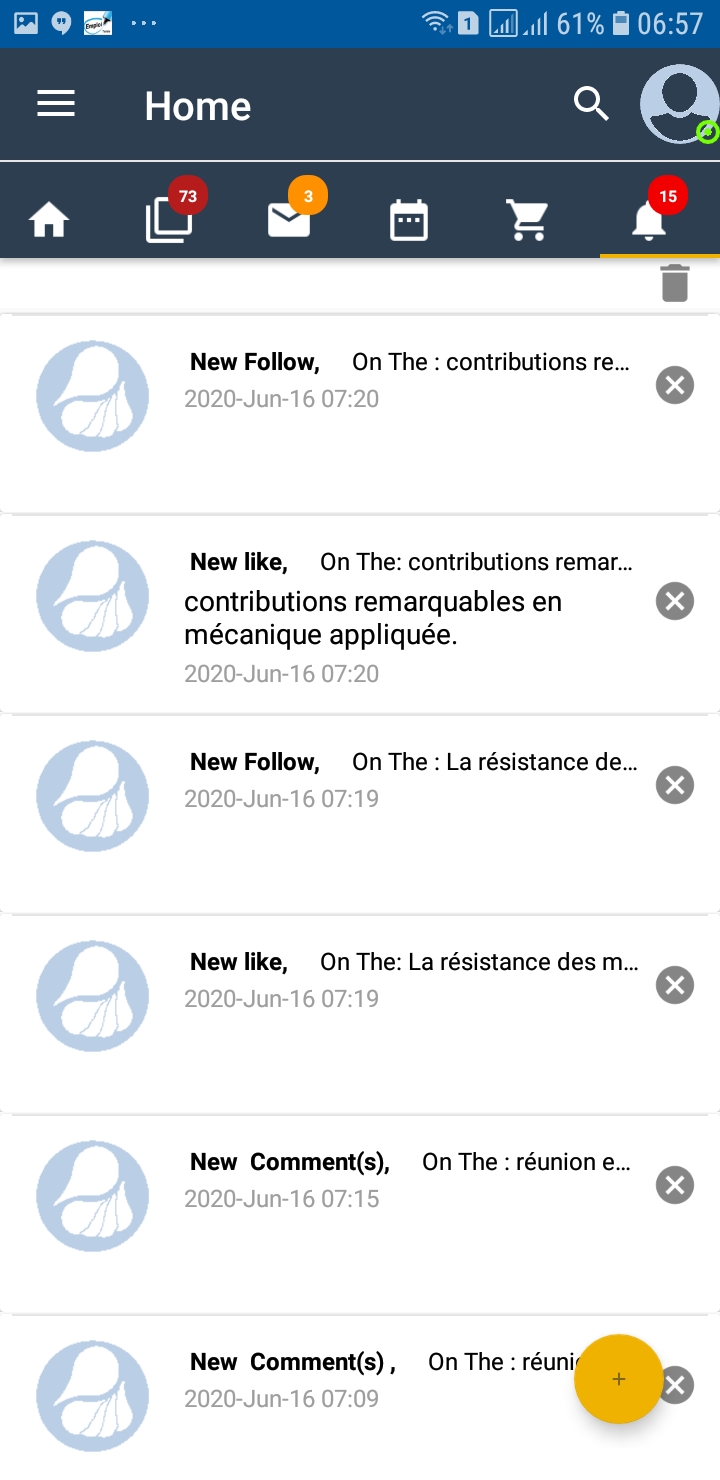 1 61% 06:57
Home
73 3 15
New Follow, On The : contributions re...
2020-Jun-16 07:20
New like, On The: contributions remar...
contributions remarquables en
mécanique appliquée.
2020-Jun-16 07:20
New Follow, On The : La résistance de...
2020-Jun-16 07:19
New like, On The: La résistance des m...
2020-Jun-16 07:19
New Comment(s), On The : réunion e...
2020-Jun-16 07:15
New Comment(s) , On The : réuni
2020-Jun-16 07:09